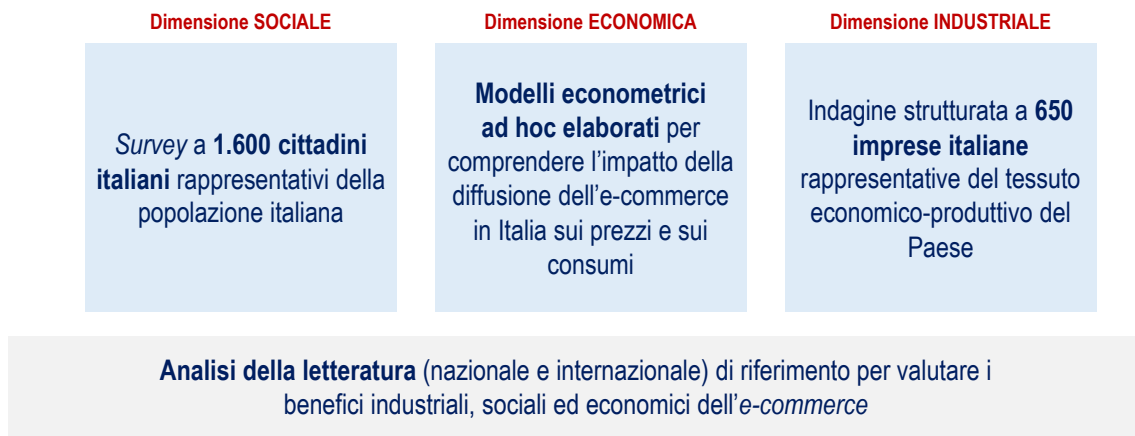 Dimensione SOCIALE
Survey a 1.600 cittadini
italiani rappresentativi della
popolazione italiana
Dimensione ECONOMICA
Modelli econometrici
ad hoc elaborati per
comprendere l'impatto della
diffusione dell'e-commerce
in Italia sui prezzi e sui
consumi
Dimensione INDUSTRIALE
Indagine strutturata a 650
imprese italiane
rappresentative del tessuto
economico-produttivo del
Paese
Analisi della letteratura (nazionale e internazionale) di riferimento per valutare i
benefici industriali, sociali ed economici dell'e-commerce